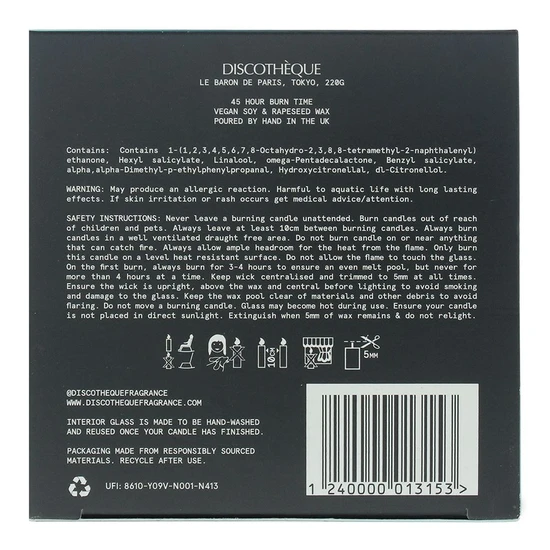 DISCOTHÈQUE
LE BARON DE PARIS, TOKYO, 220G
45 HOUR BURN TIME
VEGAN SOY & RAPESEED WAX
POURED BY HAND IN THE UK
Contains: Contains 1-(1,2,3,4,5,6,7,8-Octahydro-2,3,8,8-tetramethyl-2-naphthalenyl)
ethanone, Hexyl salicylate, Linalool, omega-Pentadecalactone, Benzyl salicylate,
alpha,alpha-Dimethyl-p-ethylphenylpropanal, Hydroxycitronellal, dl-Citronellol.
WARNING: May produce an allergic reaction. Harmful to aquatic life with long lasting
effects. If skin irritation or rash occurs get medical advice/attention.
SAFETY INSTRUCTIONS: Never leave a burning candle unattended. Burn candles out of reach
of children and pets. Always leave at least 10cm between burning candles. Always burn
candles in a well ventilated draught free area. Do not burn candle on or near anything
that can catch fire. Always allow ample headroom for the heat from the flame. Only burn
this candle on a level heat resistant surface. Do not allow the flame to touch the glass.
On the first burn, always burn for 3-4 hours to ensure an even melt pool, but never for
more than 4 hours at a time. Keep wick centralised and trimmed to 5mm at all times.
Ensure the wick is upright, above the wax and central before lighting to avoid smoking
and damage to the glass. Keep the wax pool clear of materials and other debris to avoid
flaring. Do not move a burning candle. Glass may become hot during use. Ensure your candle
is not placed in direct sunlight. Extinguish when 5mm of wax remains & do not relight.
10CM
5MM
@DISCOTHEQUEFRAGRANCE
WWW.DISCOTHEQUEFRAGRANCE.COM
INTERIOR GLASS IS MADE TO BE HAND-WASHED
AND REUSED ONCE YOUR CANDLE HAS FINISHED.
PACKAGING MADE FROM RESPONSIBLY SOURCED
MATERIALS. RECYCLE AFTER USE.
UFI: 8610-Y09V-N001-N413
1 240000 013153 >